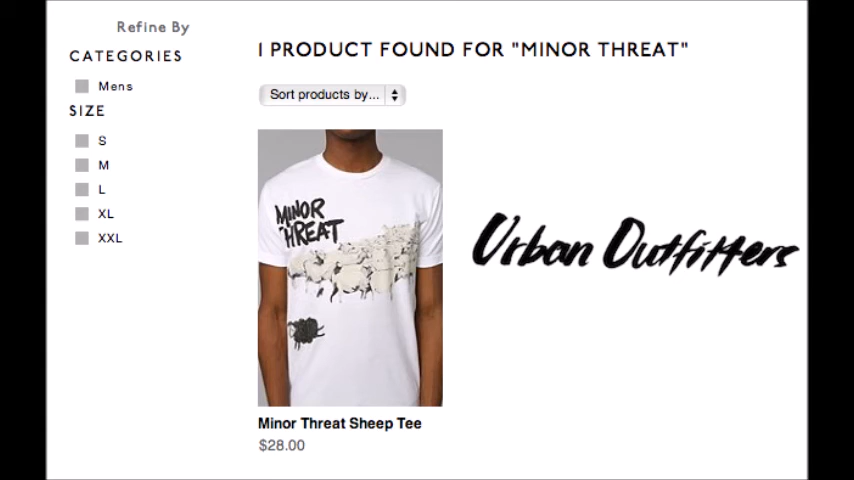 Refine By
CATEGORIES
Mens
SIZE
S
M
L
XL
XXL
1 PRODUCT FOUND FOR "MINOR THREAT"
Sort products by...
MINOR
THREAT
Urban Outfitters
Minor Threat Sheep Tee
$28.00